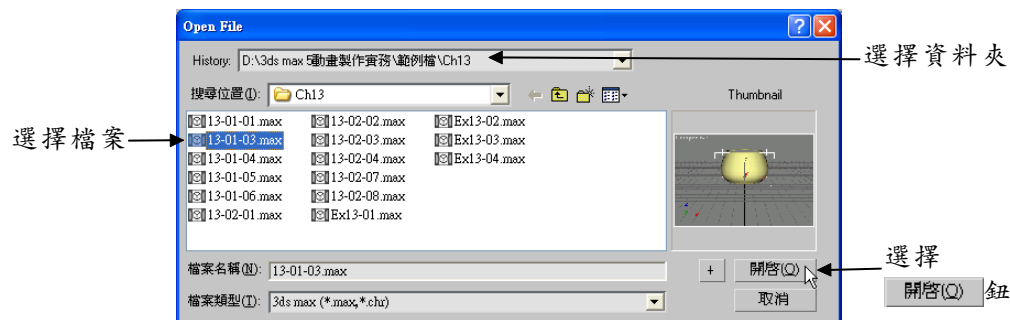 Open File
History: D:\3ds max 5動畫製作實務\範例檔\Ch13
選擇資料夾
搜尋位置(I): Ch13
Thumbnail
13-01-01.max 13-02-02.max Ex13-02.max
選擇檔案 13-01-03.max 13-02-03.max Ex13-03.max
13-01-04.max 13-02-04.max Ex13-04.max
13-01-05.max 13-02-07.max
13-01-06.max 13-02-08.max
13-02-01.max Ex13-01.max
檔案名稱(N): 13-01-03.max
+ 開啓(O)
選擇
開啓(O) 鈕
檔案類型(T): 3ds max (*.max,*.chr)
取消